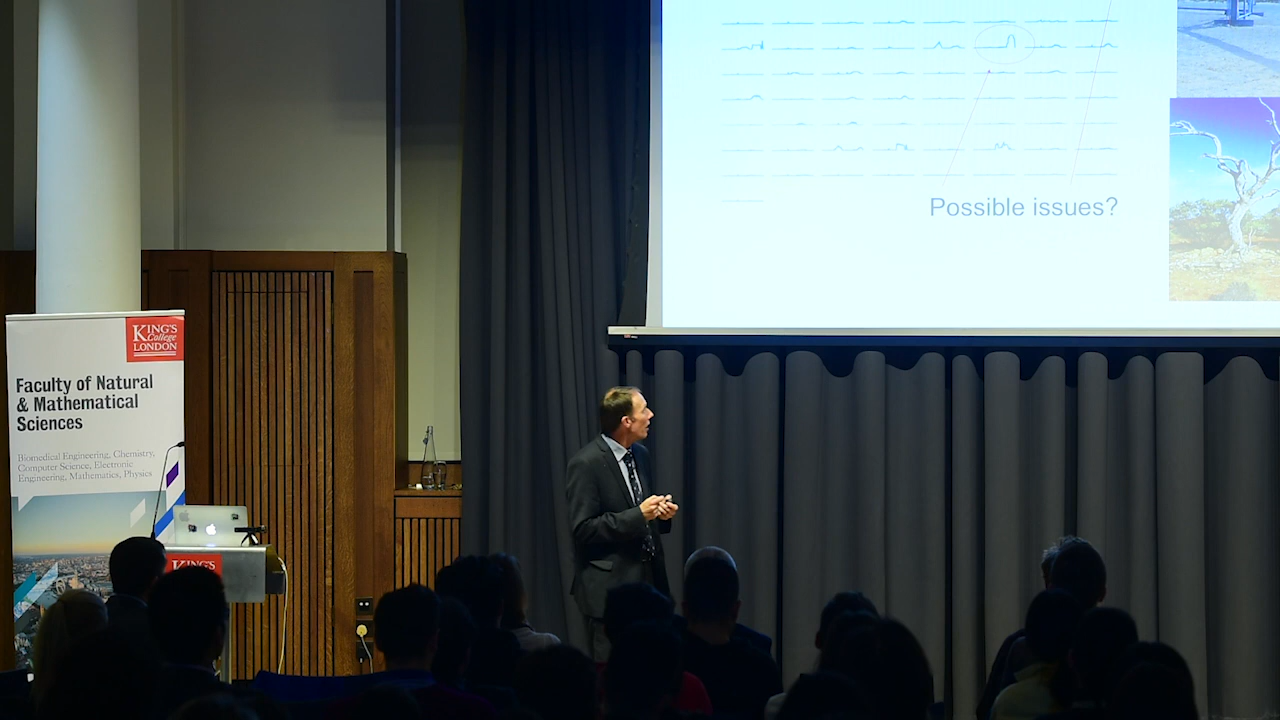 Possible issues?
KING'S
College
LONDON
Faculty of Natural
& Mathematical
Sciences
Biomedical Engineering, Chemistry,
Computer Science, Electronic
Engineering, Mathematics, Physics
KING'S